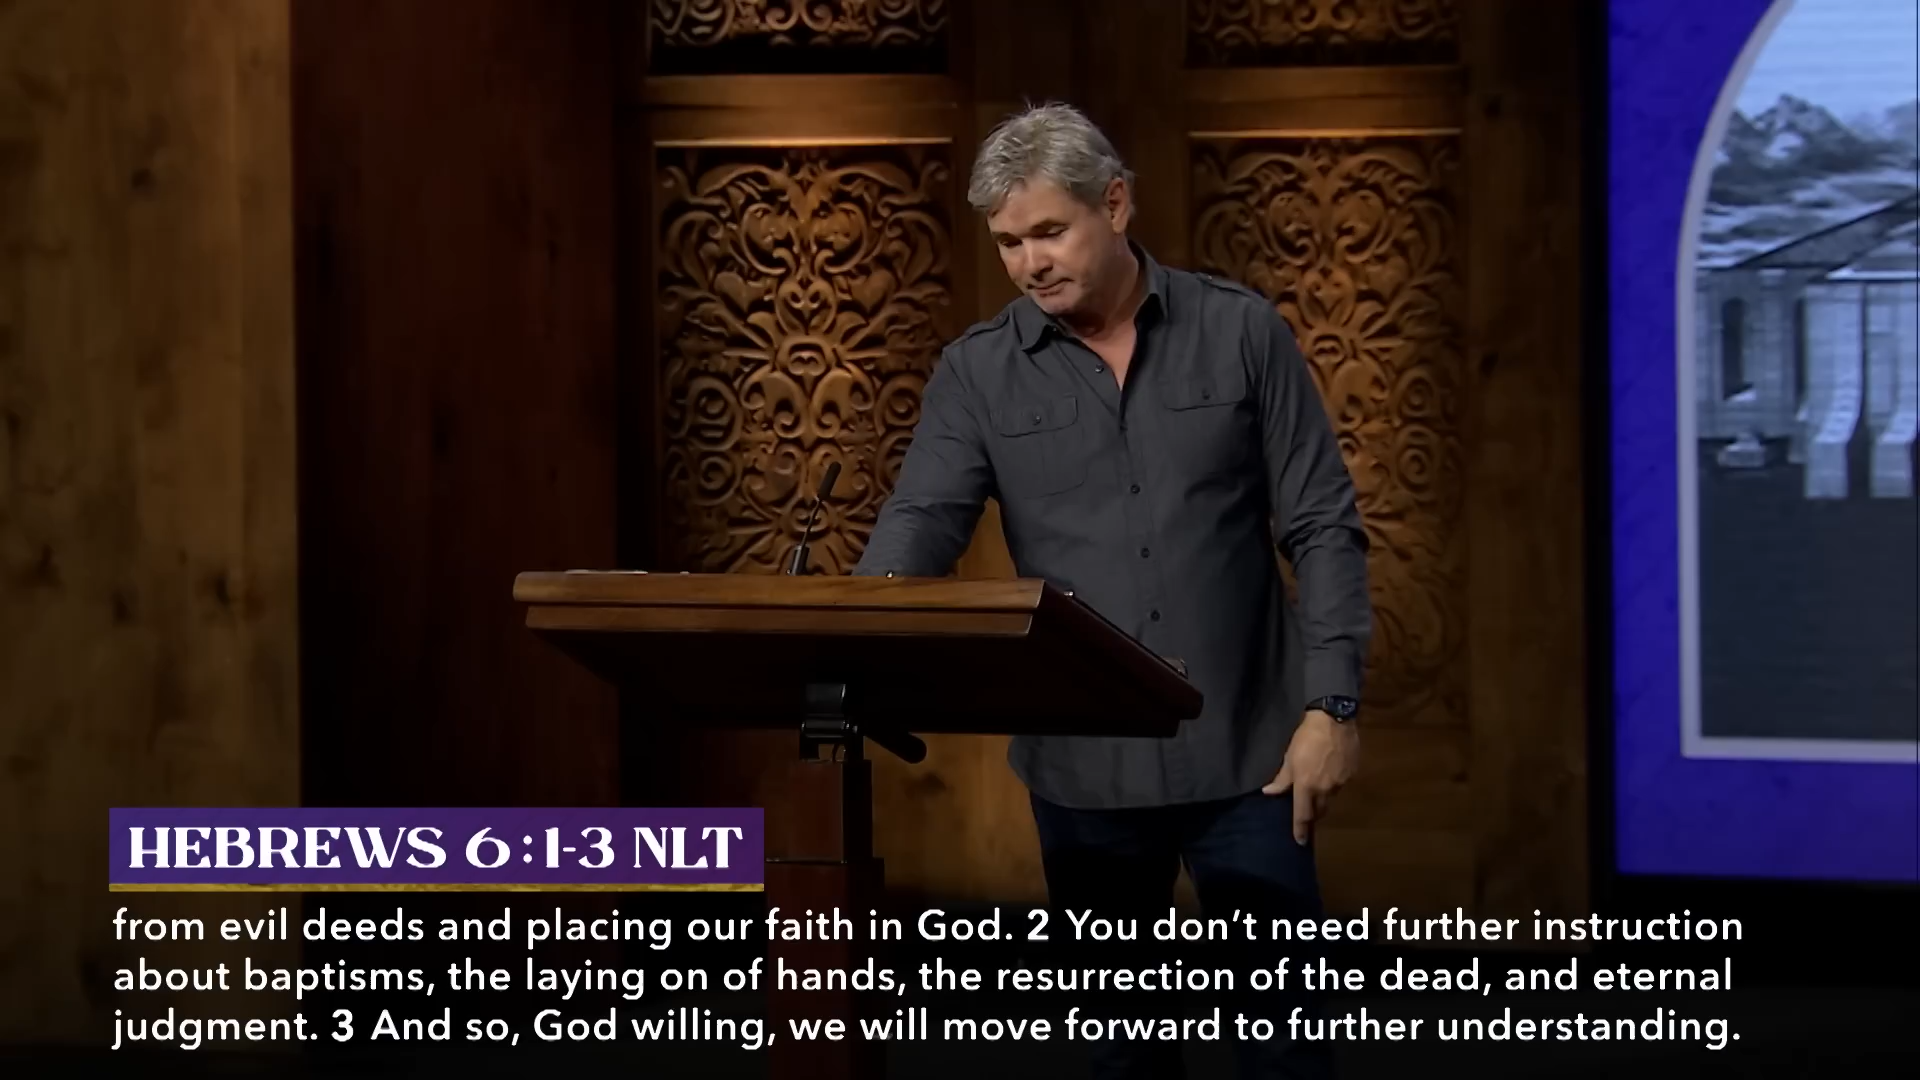 HEBREWS 6:1-3 NLT
from evil deeds and placing our faith in God. 2 You don’t need further instruction
about baptisms, the laying on of hands, the resurrection of the dead, and eternal
judgment. 3 And so, God willing, we will move forward to further understanding.